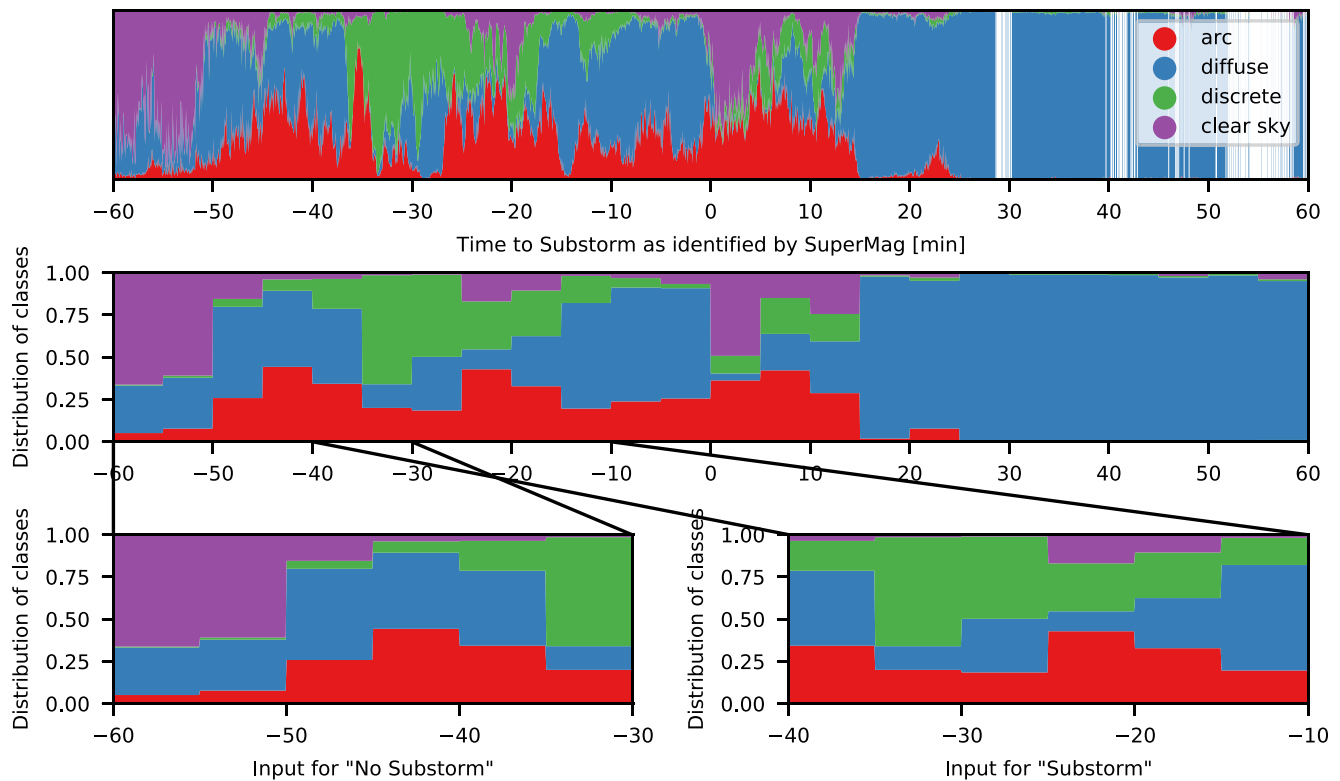 arc
diffuse
discrete
clear sky
−60 −50 −40 −30 −20 −10 0 10 20 30 40 50 60
Time to Substorm as identified by SuperMag [min]
Distribution of classes
1.00
0.75
0.50
0.25
0.00
−60 −50 −40 −30 −20 −10 0 10 20 30 40 50 60
Distribution of classes
1.00
0.75
0.50
0.25
0.00
−60 −50 −40 −30
Input for "No Substorm"
Distribution of classes
1.00
0.75
0.50
0.25
0.00
−40 −30 −20 −10
Input for "Substorm"